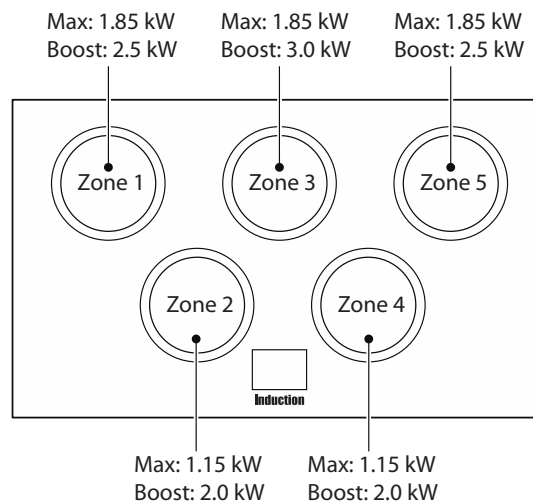 Max: 1.85 kW
Boost: 2.5 kW
Max: 1.85 kW
Boost: 3.0 kW
Max: 1.85 kW
Boost: 2.5 kW
Zone 1
Zone 3
Zone 5
Zone 2
Zone 4
Induction
Max: 1.15 kW
Boost: 2.0 kW
Max: 1.15 kW
Boost: 2.0 kW